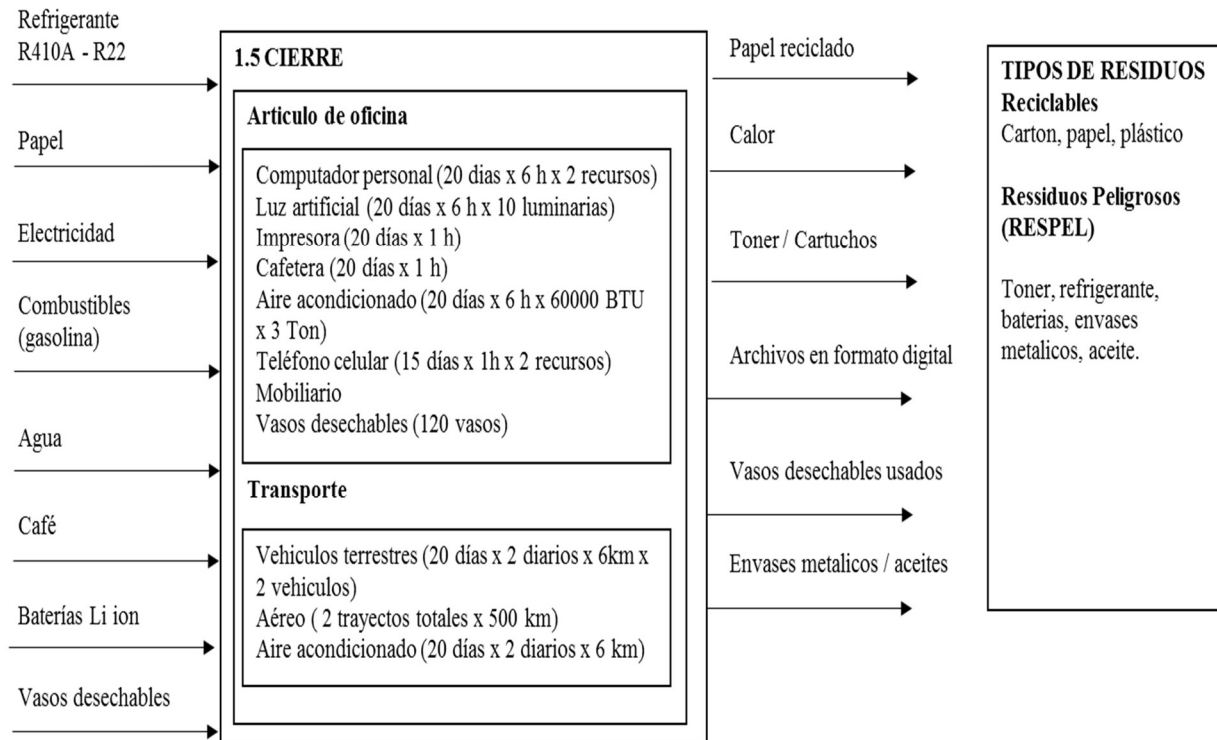 Refrigerante
R410A - R22
Papel
Electricidad
Combustibles
(gasolina)
Agua
Café
Baterías Li ion
Vasos desechables
1.5 CIERRE
Articulo de oficina
Computador personal (20 dias x 6 h x 2 recursos)
Luz artificial (20 días x 6 h x 10 luminarias)
Impresora (20 días x 1 h)
Cafetera (20 días x 1 h)
Aire acondicionado (20 días x 6 h x 60000 BTU
x 3 Ton)
Teléfono celular (15 días x 1h x 2 recursos)
Mobiliario
Vasos desechables (120 vasos)
Transporte
Vehiculos terrestres (20 días x 2 diarios x 6km x
2 vehiculos)
Aéreo ( 2 trayectos totales x 500 km)
Aire acondicionado (20 días x 2 diarios x 6 km)
Papel reciclado
Calor
Toner / Cartuchos
Archivos en formato digital
Vasos desechables usados
Envases metalicos / aceites
TIPOS DE RESIDUOS
Reciclables
Carton, papel, plástico
Ressiduos Peligrosos
(RESPEL)
Toner, refrigerante,
baterias, envases
metalicos, aceite.